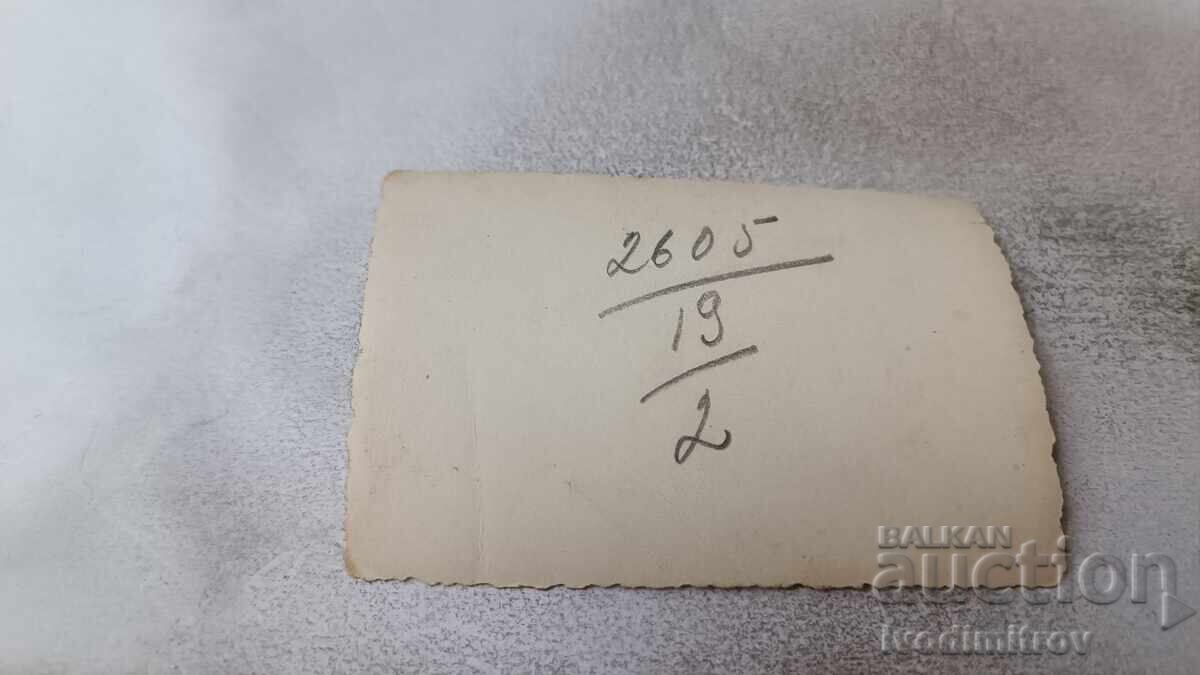 2605
19
2
BALKAN
auction
Ivodimitrov